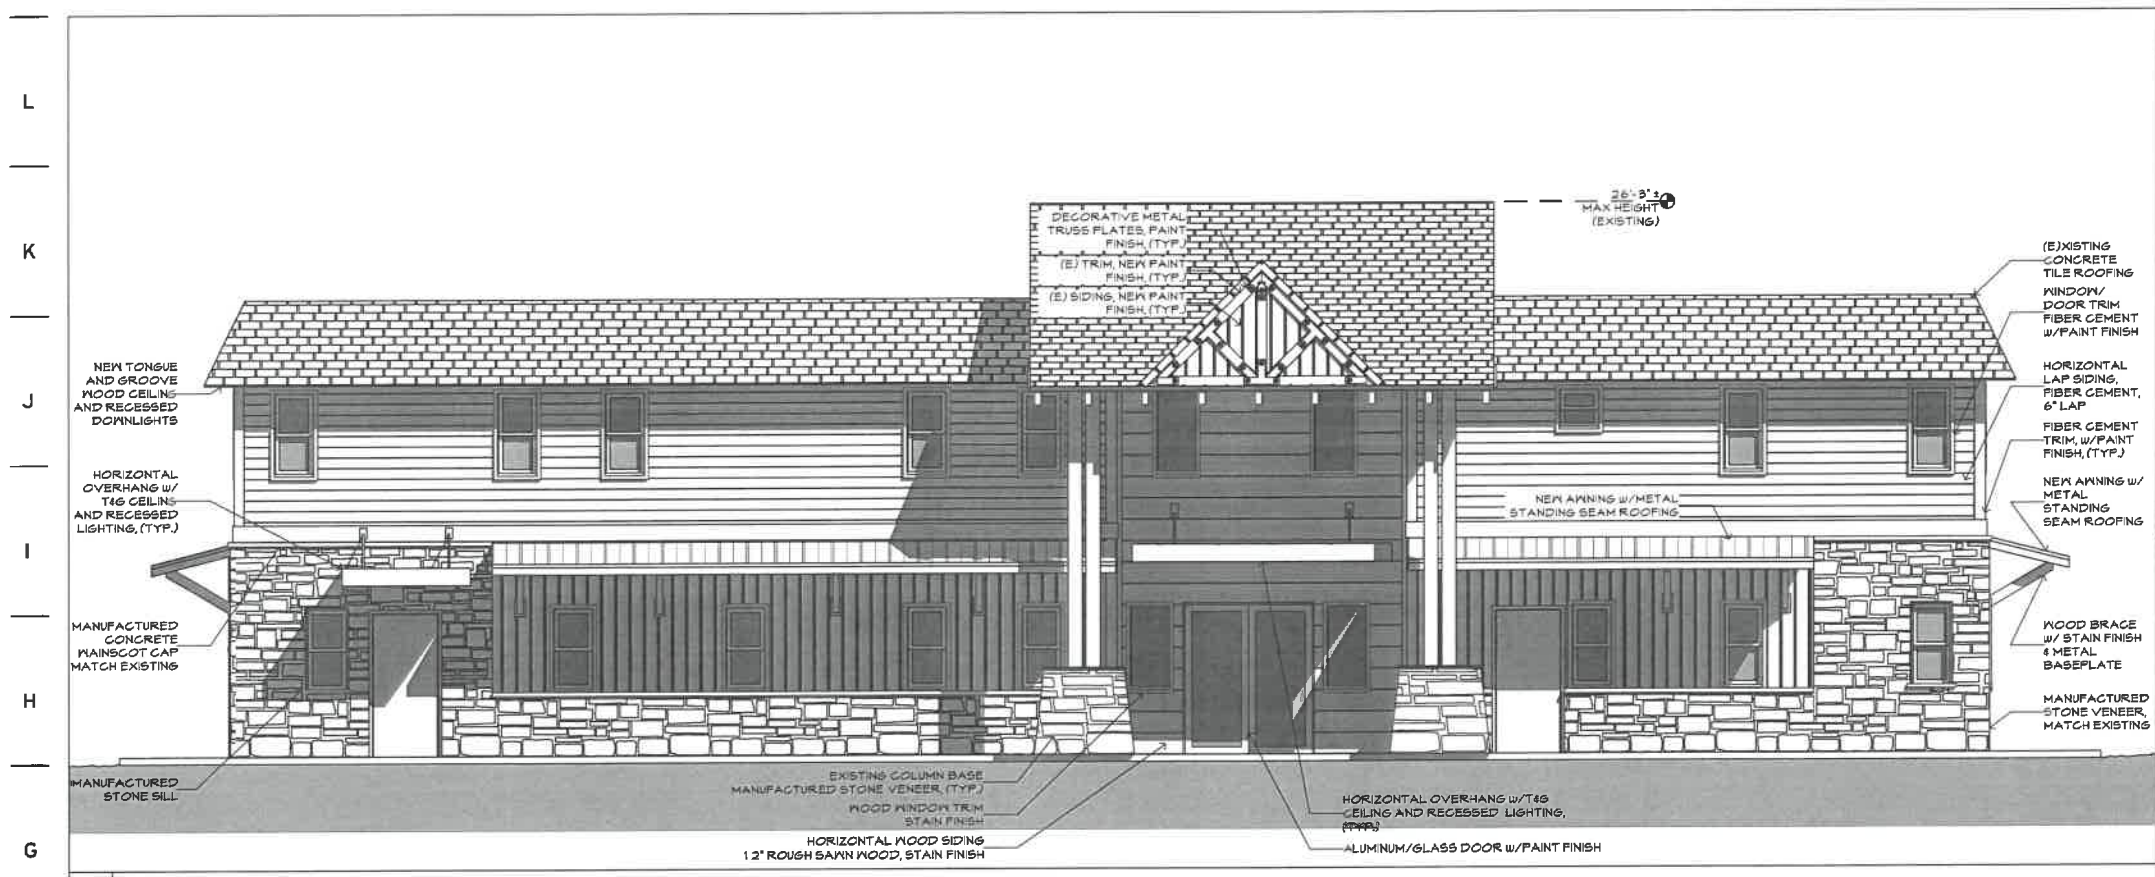 L
K
J
I
H
G
26'-3" ±
MAX HEIGHT
(EXISTING)
DECORATIVE METAL
TRUSS PLATES, PAINT
FINISH, (TYP.)
(E) TRIM, NEW PAINT
FINISH, (TYP.)
(E) SIDING, NEW PAINT
FINISH, (TYP.)
(E)XISTING
CONCRETE
TILE ROOFING
WINDOW/
DOOR TRIM
FIBER CEMENT
W/PAINT FINISH
HORIZONTAL
LAP SIDING,
FIBER CEMENT,
6" LAP
FIBER CEMENT
TRIM, W/PAINT
FINISH, (TYP.)
NEW AWNING W/
METAL
STANDING
SEAM ROOFING
WOOD BRACE
W/ STAIN FINISH
& METAL
BASEPLATE
MANUFACTURED
STONE VENEER,
MATCH EXISTING
NEW TONGUE
AND GROOVE
WOOD CEILING
AND RECESSED
DOWNLIGHTS
HORIZONTAL
OVERHANG W/
T&G CEILING
AND RECESSED
LIGHTING, (TYP.)
MANUFACTURED
CONCRETE
WAINSCOT CAP
MATCH EXISTING
MANUFACTURED
STONE SILL
NEW AWNING W/METAL
STANDING SEAM ROOFING
EXISTING COLUMN BASE
MANUFACTURED STONE VENEER, (TYP.)
WOOD WINDOW TRIM
STAIN FINISH
HORIZONTAL WOOD SIDING
12" ROUGH SAWN WOOD, STAIN FINISH
HORIZONTAL OVERHANG W/T&G
CEILING AND RECESSED LIGHTING,
(TYP.)
ALUMINUM/GLASS DOOR W/PAINT FINISH